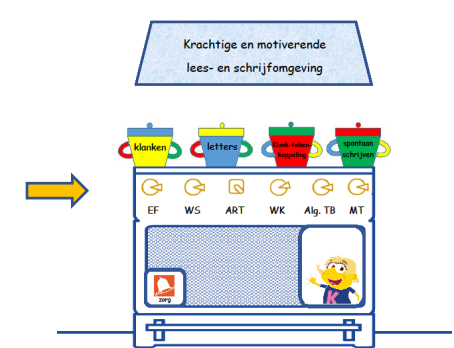 Krachtige en motiverende
lees- en schrijfomgeving
klanken
letters
Klank-teken-
koppeling
spontaan
schrijven
EF WS ART WK Alg. TB MT
zorg
K